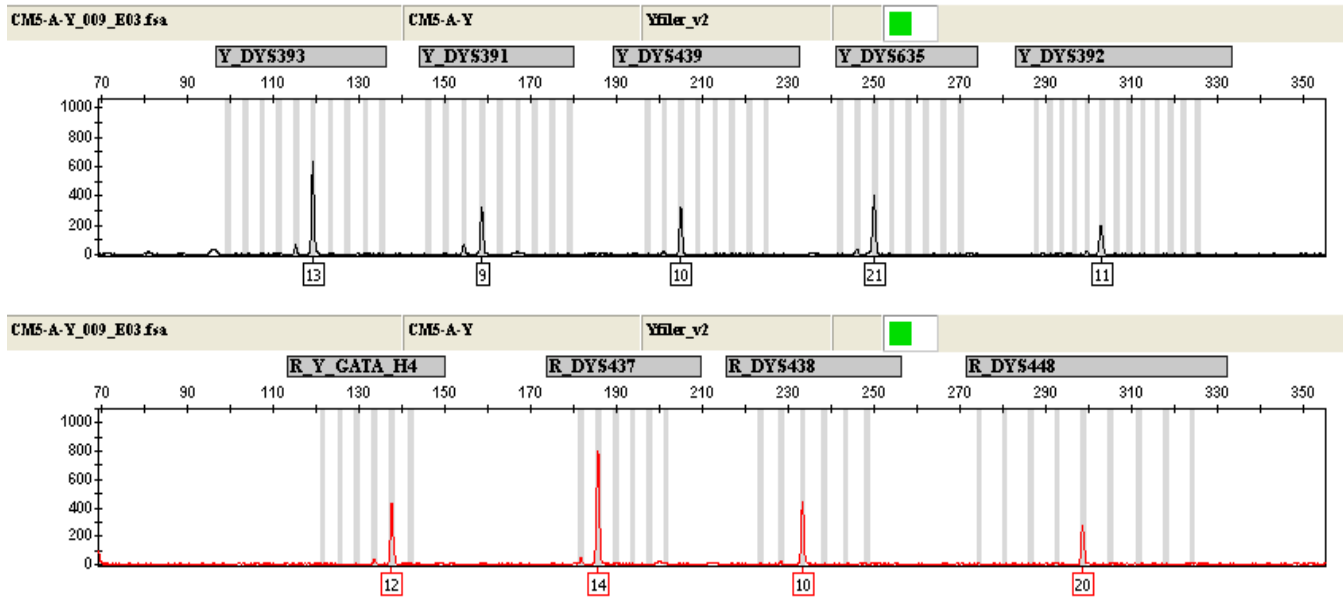 CM5-A-Y_009_E03.fsa CM5-A-Y Yfiler_v2
Y_DYS393 Y_DYS391 Y_DYS439 Y_DYS635 Y_DYS392
70 90 110 130 150 170 190 210 230 250 270 290 310 330 350
1000
800
600
400
200
0
13 9 10 21 11
CM5-A-Y_009_E03.fsa CM5-A-Y Yfiler_v2
R_Y_GATA_H4 R_DYS437 R_DYS438 R_DYS448
70 90 110 130 150 170 190 210 230 250 270 290 310 330 350
1000
800
600
400
200
0
12 14 10 20